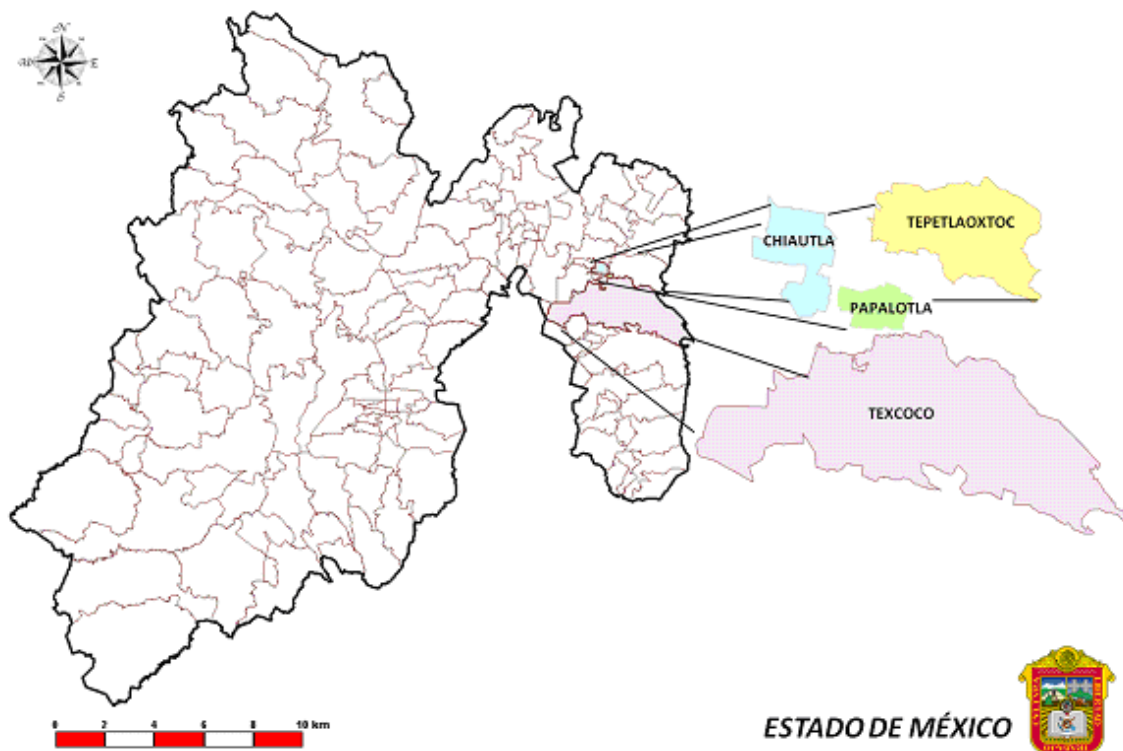 N
E
S
TEPETLAOXTOC
CHIAUTLA
PAPALOTLA
TEXCOCO
0 2 4 6 8 10 km
ESTADO DE MÉXICO